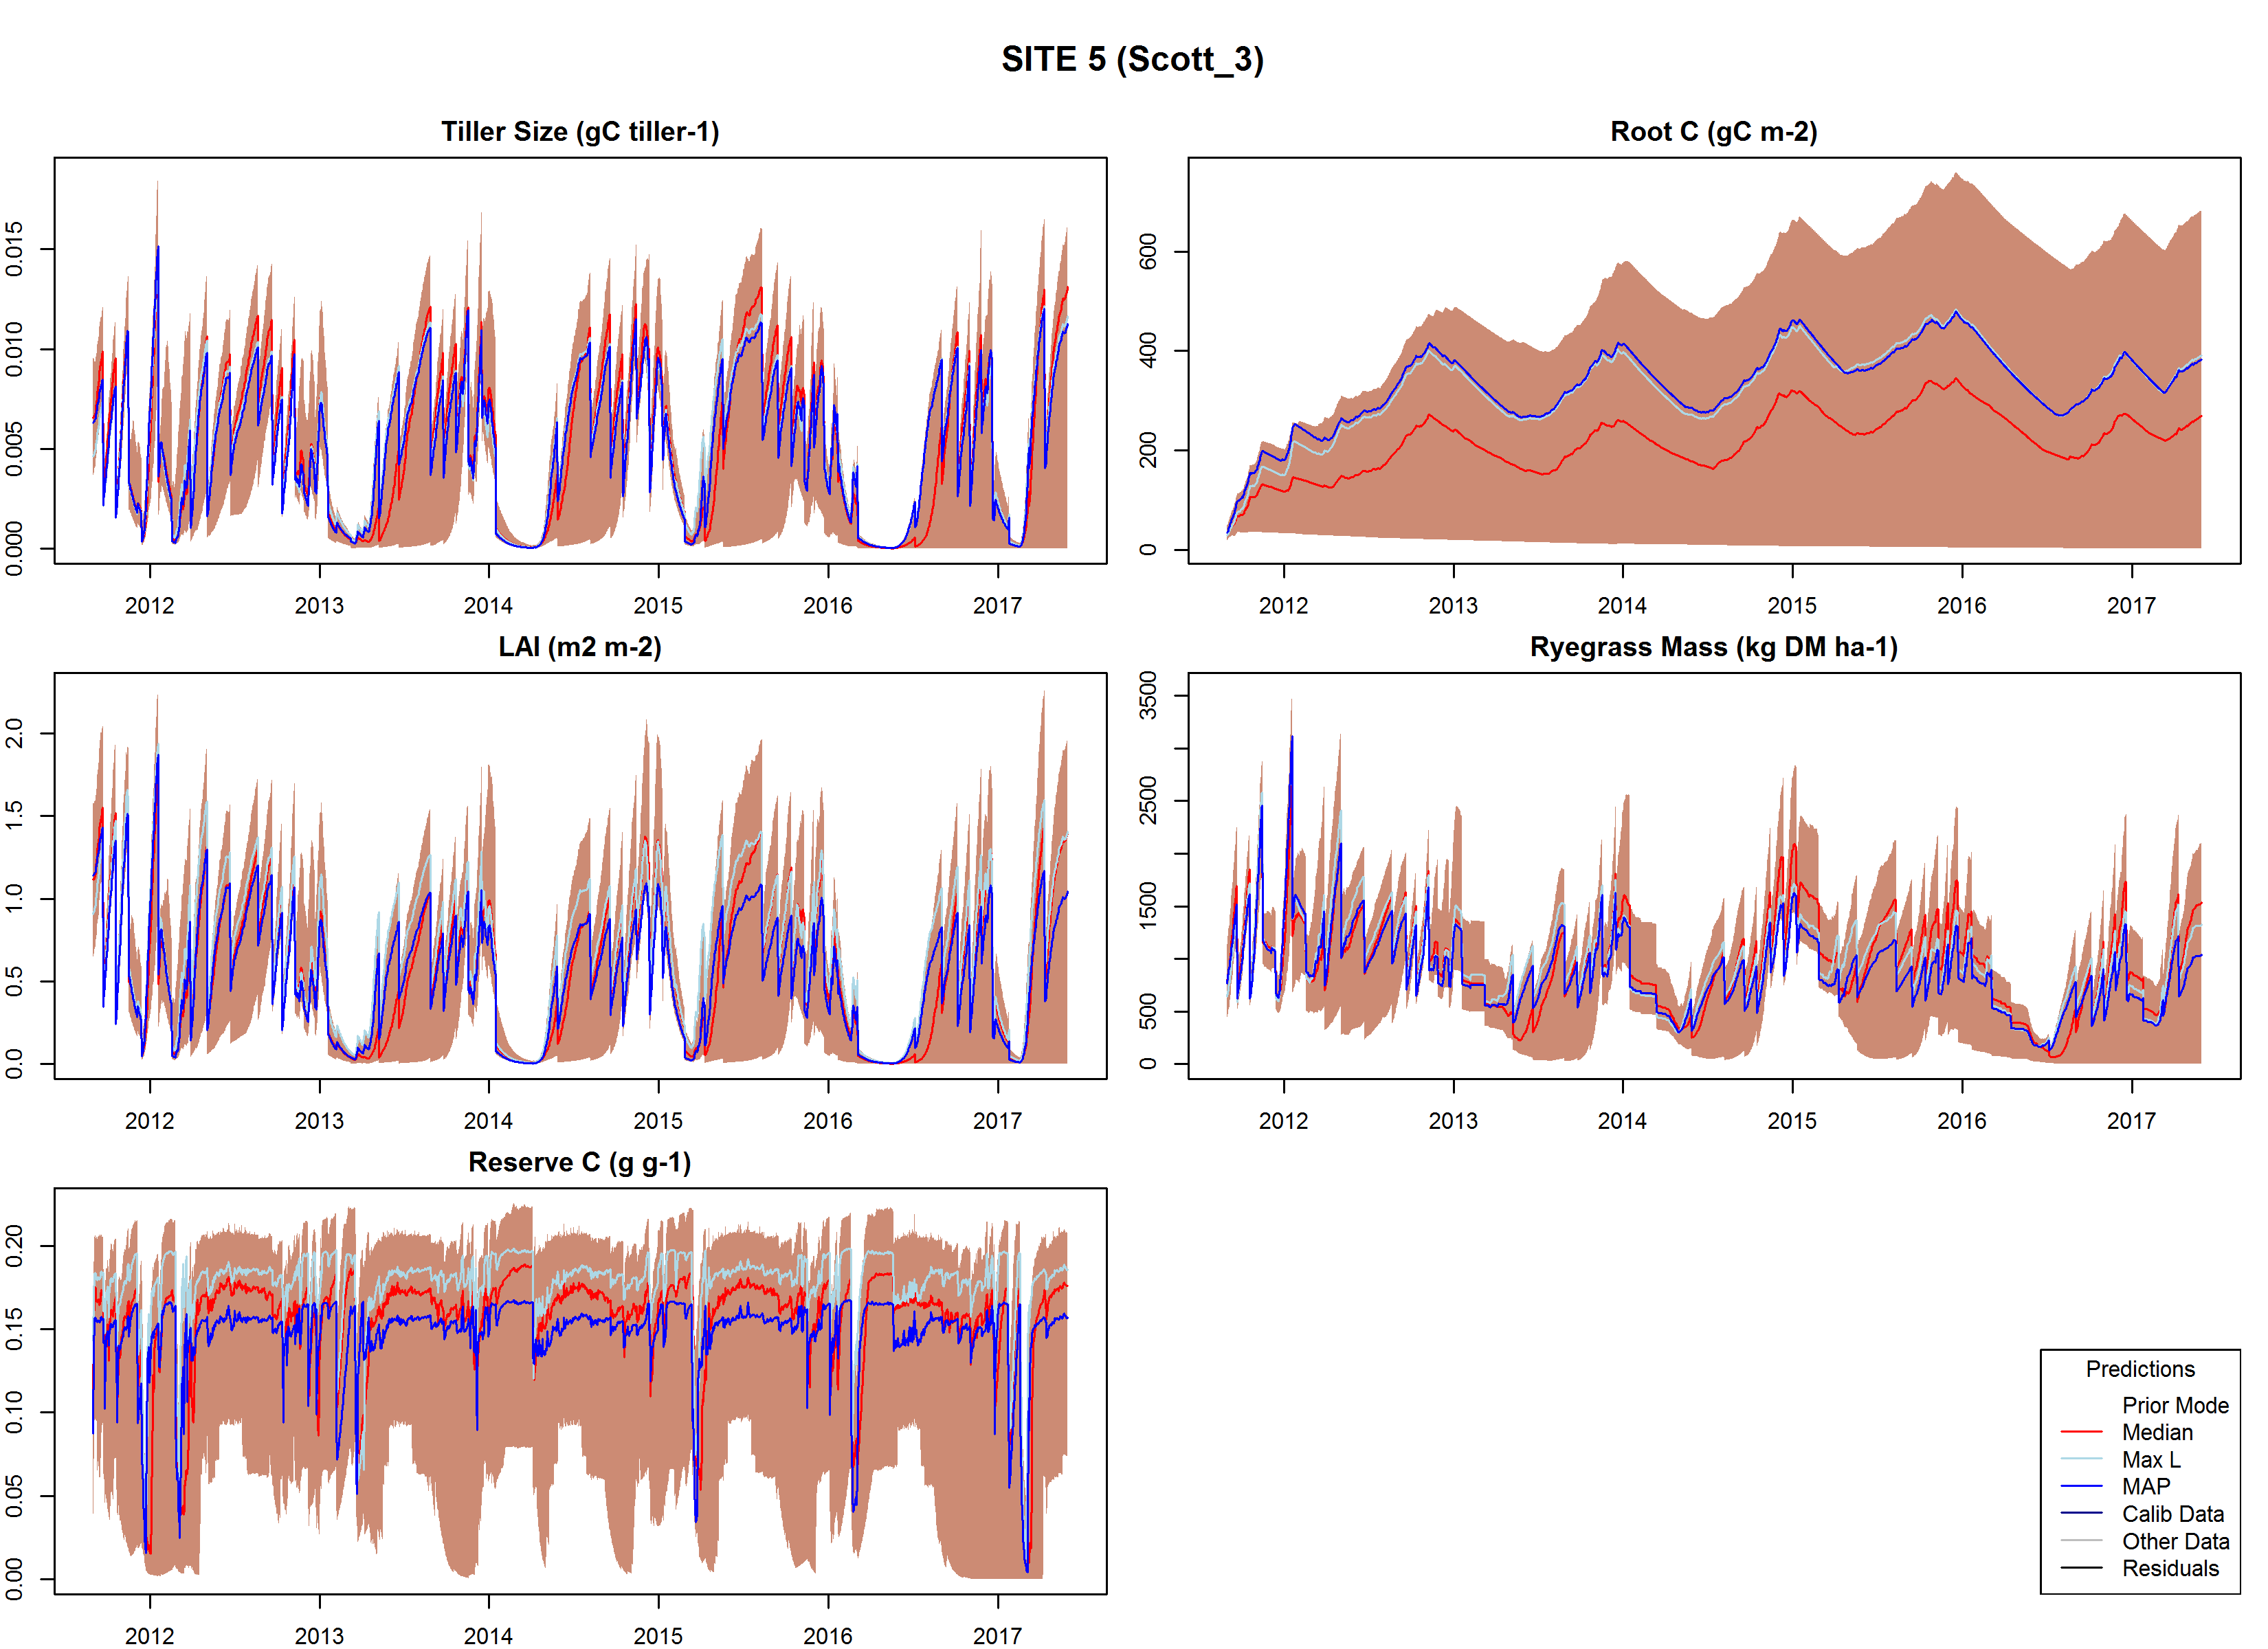 SITE 5 (Scott_3)
Tiller Size (gC tiller-1)
0.000 0.005 0.010 0.015
2012 2013 2014 2015 2016 2017
Root C (gC m-2)
0 200 400 600
2012 2013 2014 2015 2016 2017
LAI (m2 m-2)
0.0 0.5 1.0 1.5 2.0
2012 2013 2014 2015 2016 2017
Ryegrass Mass (kg DM ha-1)
0 500 1500 2500 3500
2012 2013 2014 2015 2016 2017
Reserve C (g g-1)
0.00 0.05 0.10 0.15 0.20
2012 2013 2014 2015 2016 2017
Predictions
Prior Mode
Median
Max L
MAP
Calib Data
Other Data
Residuals